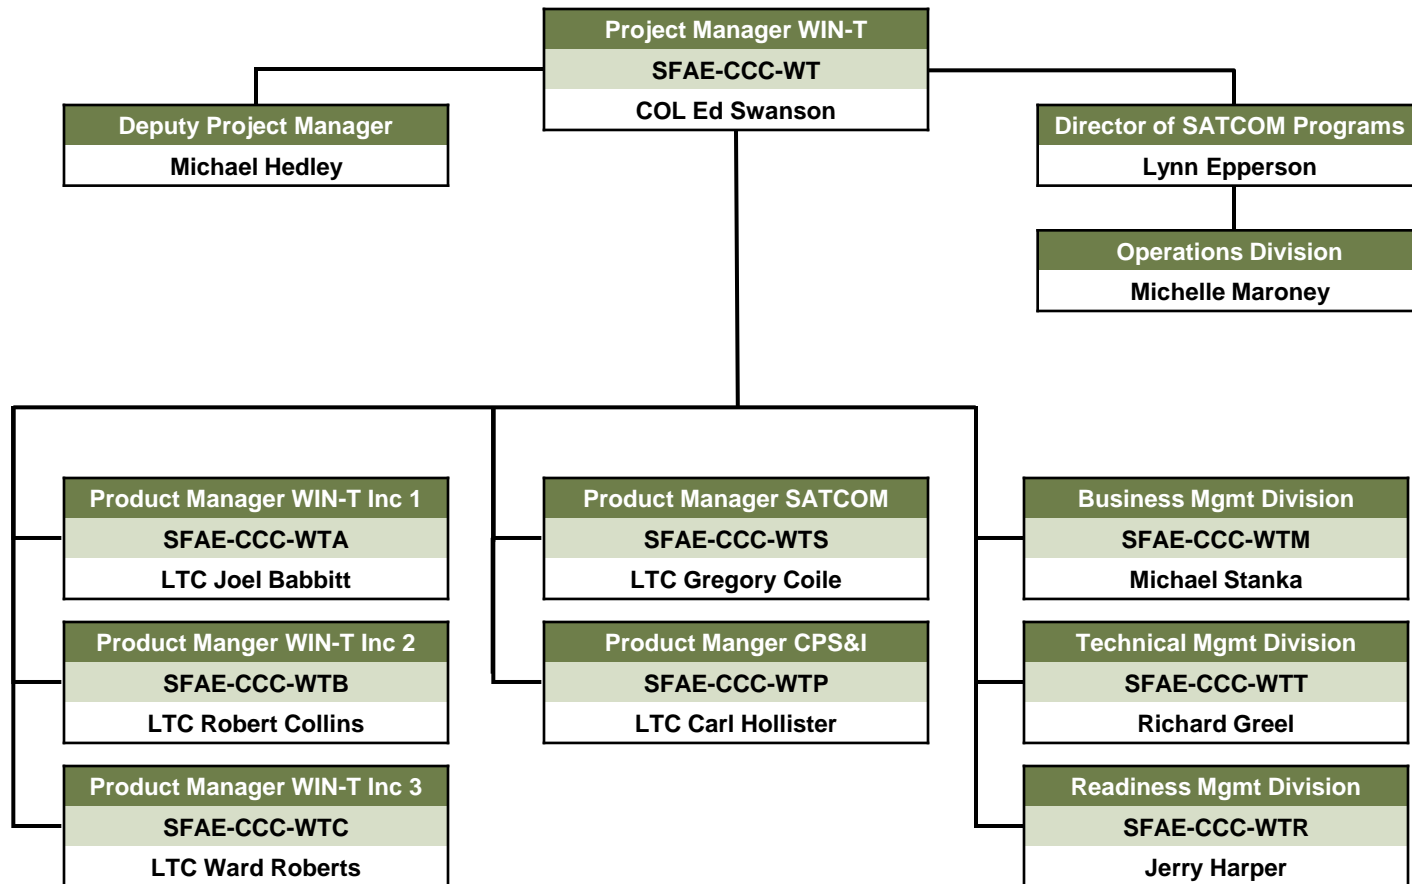 Project Manager WIN-T
SFAE-CCC-WT
COL Ed Swanson
Deputy Project Manager
Michael Hedley
Director of SATCOM Programs
Lynn Epperson
Operations Division
Michelle Maroney
Product Manager WIN-T Inc 1
SFAE-CCC-WTA
LTC Joel Babbitt
Product Manger WIN-T Inc 2
SFAE-CCC-WTB
LTC Robert Collins
Product Manager WIN-T Inc 3
SFAE-CCC-WTC
LTC Ward Roberts
Product Manager SATCOM
SFAE-CCC-WTS
LTC Gregory Coile
Product Manger CPS&I
SFAE-CCC-WTP
LTC Carl Hollister
Business Mgmt Division
SFAE-CCC-WTM
Michael Stanka
Technical Mgmt Division
SFAE-CCC-WTT
Richard Greel
Readiness Mgmt Division
SFAE-CCC-WTR
Jerry Harper